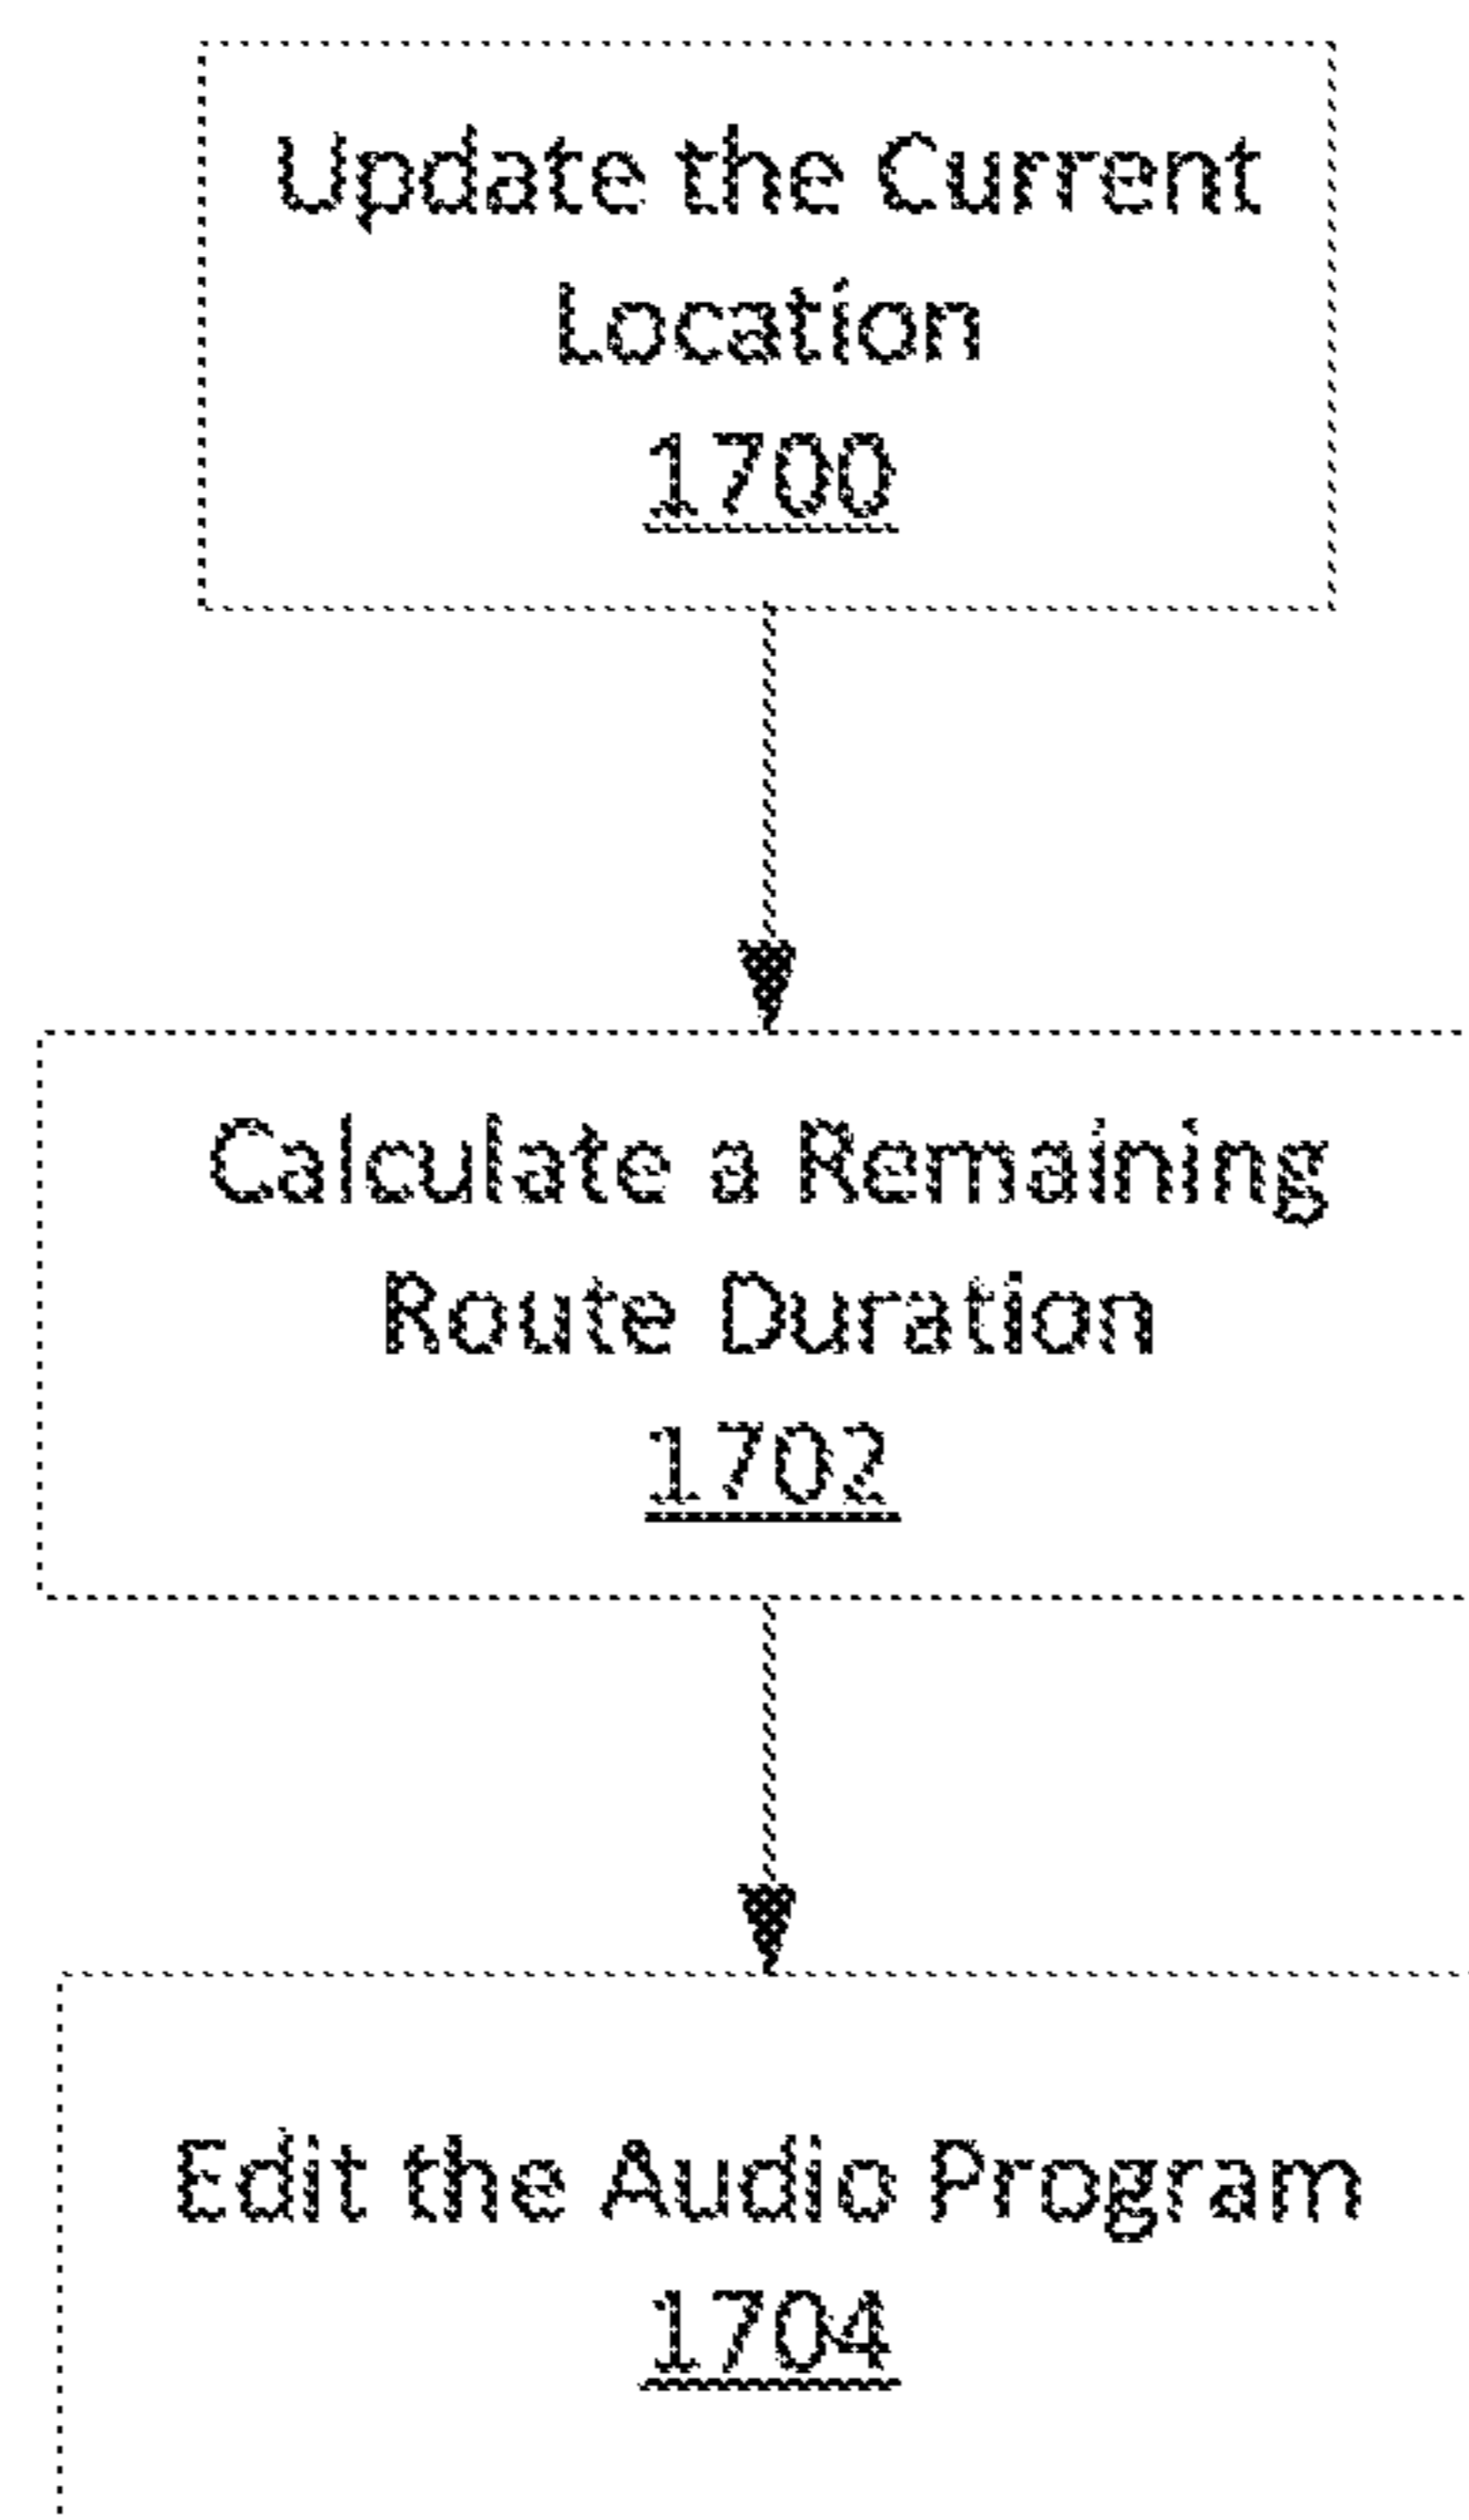 Update the Current
Location
1700
Calculate a Remaining
Route Duration
1702
Edit the Audio Program
1704